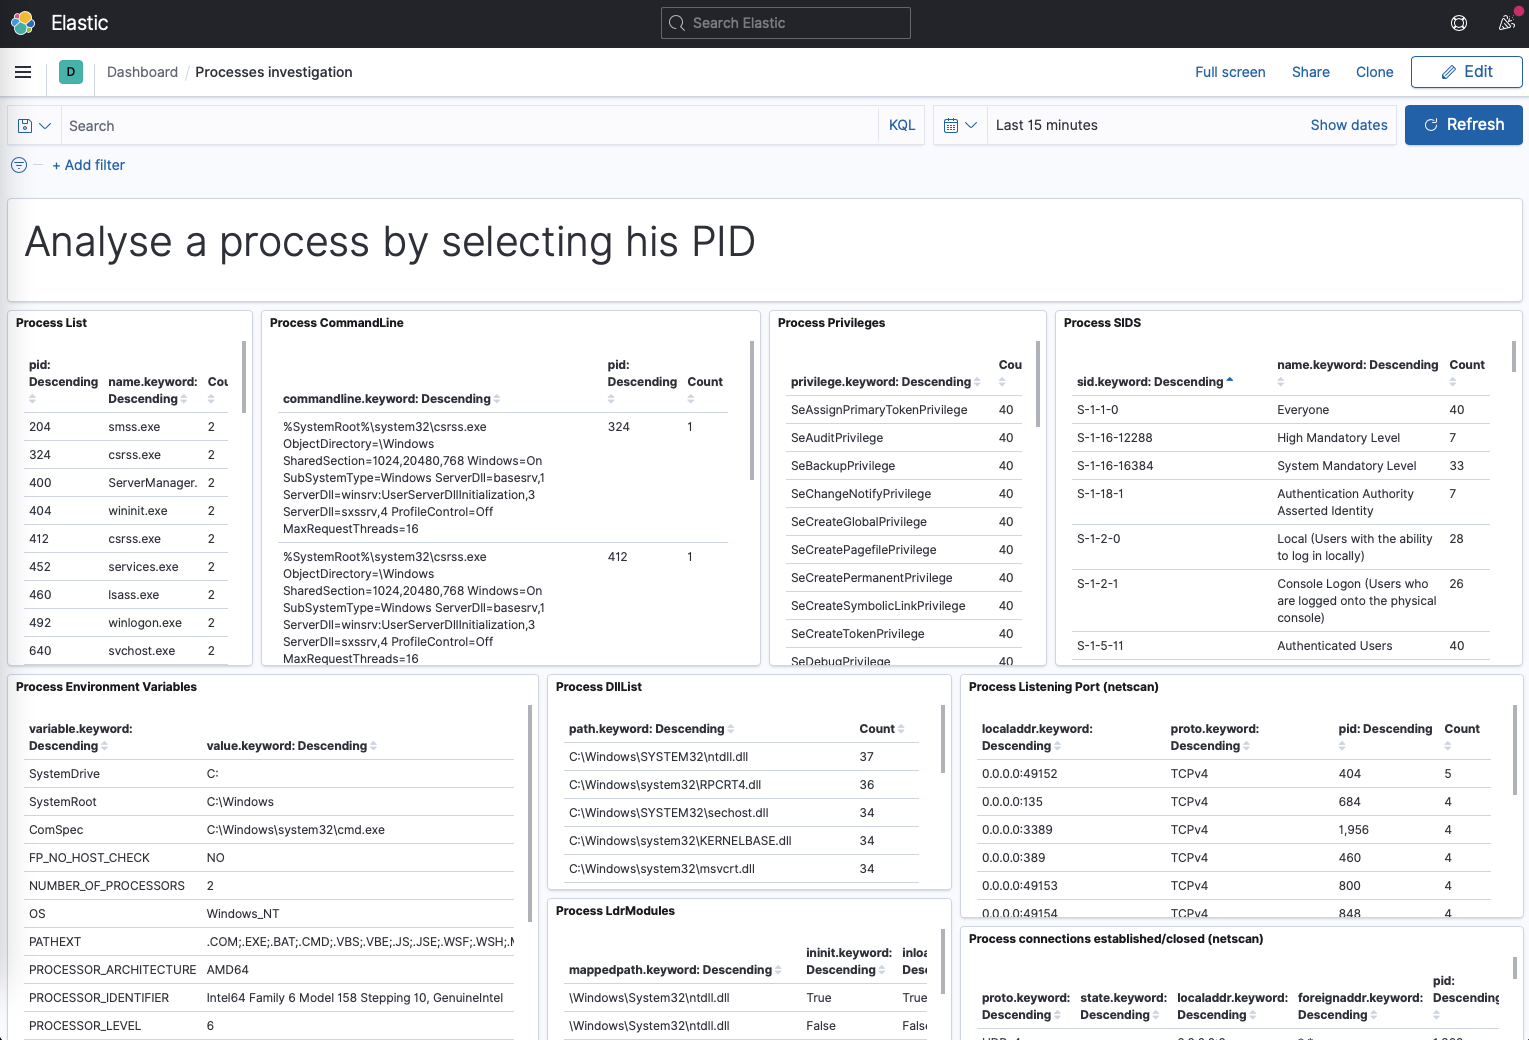 Elastic
Search Elastic
D
Dashboard / Processes investigation
Full screen
Share
Clone
Edit
Search
KQL
Last 15 minutes
Show dates
Refresh
+ Add filter
Analyse a process by selecting his PID
Process List
pid: Descending name.keyword: Descending Cou
204 smss.exe 2
324 csrss.exe 2
400 ServerManager. 2
404 wininit.exe 2
412 csrss.exe 2
452 services.exe 2
460 lsass.exe 2
492 winlogon.exe 2
640 svchost.exe 2
Process CommandLine
commandline.keyword: Descending pid: Descending Count
%SystemRoot%\system32\csrss.exe 324 1
ObjectDirectory=\Windows
SharedSection=1024,20480,768 Windows=On
SubSystemType=Windows ServerDll=basesrv,1
ServerDll=winsrv:UserServerDllInitialization,3
ServerDll=sxssrv,4 ProfileControl=Off
MaxRequestThreads=16
%SystemRoot%\system32\csrss.exe 412 1
ObjectDirectory=\Windows
SharedSection=1024,20480,768 Windows=On
SubSystemType=Windows ServerDll=basesrv,1
ServerDll=winsrv:UserServerDllInitialization,3
ServerDll=sxssrv,4 ProfileControl=Off
MaxRequestThreads=16
Process Privileges
privilege.keyword: Descending Cou
SeAssignPrimaryTokenPrivilege 40
SeAuditPrivilege 40
SeBackupPrivilege 40
SeChangeNotifyPrivilege 40
SeCreateGlobalPrivilege 40
SeCreatePagefilePrivilege 40
SeCreatePermanentPrivilege 40
SeCreateSymbolicLinkPrivilege 40
SeCreateTokenPrivilege 40
SeDebugPrivilege 40
Process SIDS
sid.keyword: Descending name.keyword: Descending Count
S-1-1-0 Everyone 40
S-1-16-12288 High Mandatory Level 7
S-1-16-16384 System Mandatory Level 33
S-1-18-1 Authentication Authority 7
Asserted Identity
S-1-2-0 Local (Users with the ability 28
to log in locally)
S-1-2-1 Console Logon (Users who 26
are logged onto the physical
console)
S-1-5-11 Authenticated Users 40
Process Environment Variables
variable.keyword: Descending value.keyword: Descending
SystemDrive C:
SystemRoot C:\Windows
ComSpec C:\Windows\system32\cmd.exe
FP_NO_HOST_CHECK NO
NUMBER_OF_PROCESSORS 2
OS Windows_NT
PATHEXT .COM;.EXE;.BAT;.CMD;.VBS;.VBE;.JS;.JSE;.WSF;.WSH;.M
PROCESSOR_ARCHITECTURE AMD64
PROCESSOR_IDENTIFIER Intel64 Family 6 Model 158 Stepping 10, GenuineIntel
PROCESSOR_LEVEL 6
Process DllList
path.keyword: Descending Count
C:\Windows\SYSTEM32\ntdll.dll 37
C:\Windows\system32\RPCRT4.dll 36
C:\Windows\SYSTEM32\sechost.dll 34
C:\Windows\system32\KERNELBASE.dll 34
C:\Windows\system32\msvcrt.dll 34
Process LdrModules
mappedpath.keyword: Descending ininit.keyword: Descending inloa Desc
\Windows\System32\ntdll.dll True True
\Windows\System32\ntdll.dll False False
Process Listening Port (netscan)
localaddr.keyword: Descending proto.keyword: Descending pid: Descending Count
0.0.0.0:49152 TCPv4 404 5
0.0.0.0:135 TCPv4 684 4
0.0.0.0:3389 TCPv4 1,956 4
0.0.0.0:389 TCPv4 460 4
0.0.0.0:49153 TCPv4 800 4
0.0.0.0:49154 TCPv4 848 4
Process connections established/closed (netscan)
proto.keyword: Descending state.keyword: Descending localaddr.keyword: Descending foreignaddr.keyword: Descending pid: Descending